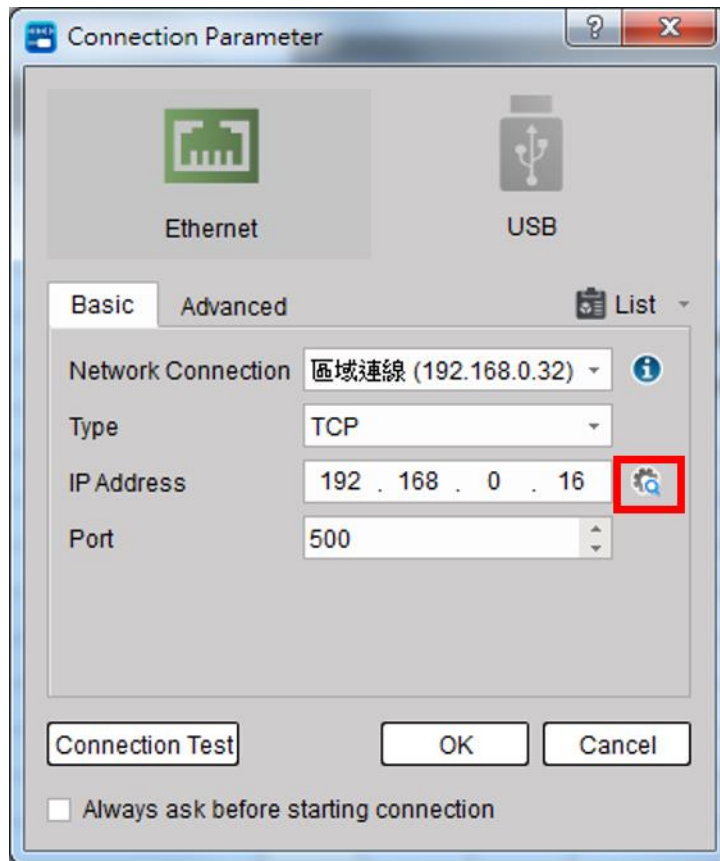 Connection Parameter
Ethernet
USB
Basic
Advanced
List
Network Connection
區域連線 (192.168.0.32)
Type
TCP
IP Address
192 . 168 . 0 . 16
Port
500
Connection Test
OK
Cancel
Always ask before starting connection